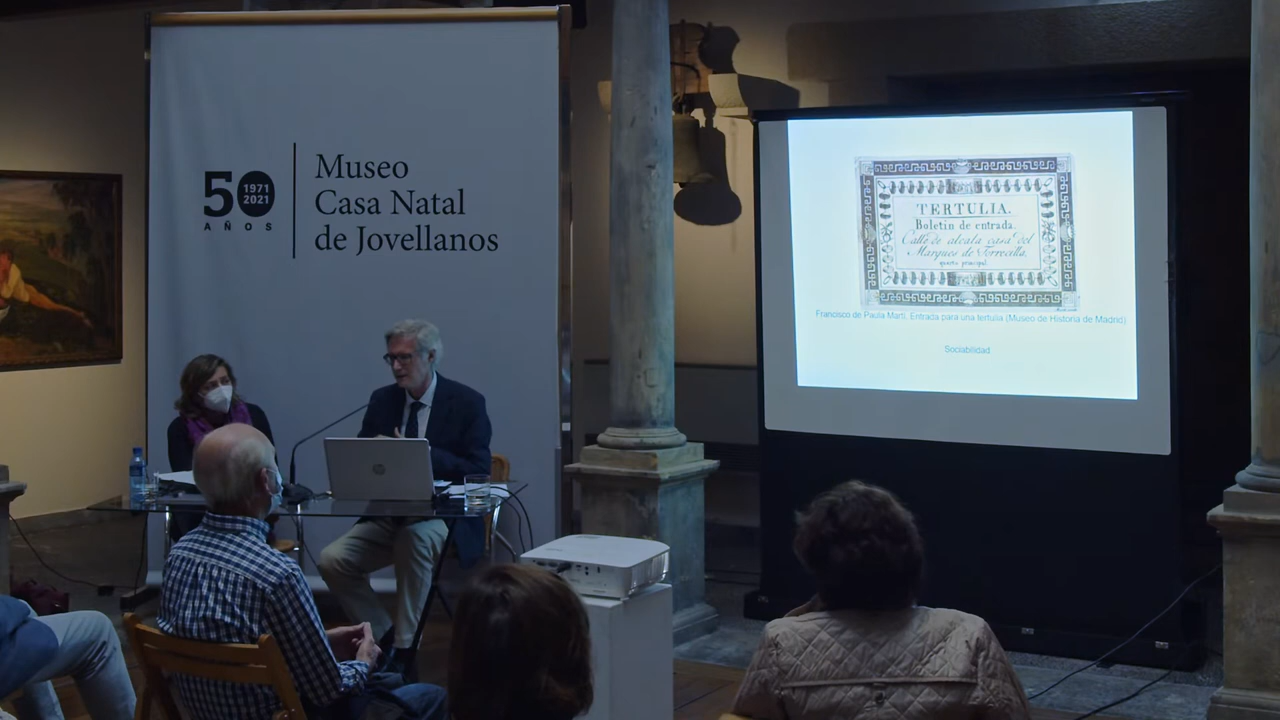 50
1971
2021
AÑOS
Museo
Casa Natal
de Jovellanos
TERTULIA.
Boletin de entrada.
Calle de alcala casa del
Marques de Torrecilla,
quarto principal.
Francisco de Paula Martí. Entrada para una tertulia (Museo de Historia de Madrid)
Sociabilidad
hp